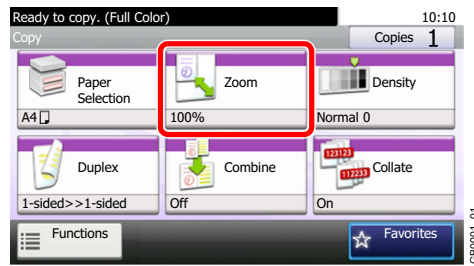 Ready to copy. (Full Color)
10:10
Copy
Copies 1
Paper
Selection
A4
Zoom
100%
Density
Normal 0
Duplex
1-sided>>1-sided
123123
112233
Combine
Off
Collate
On
Functions
Favorites